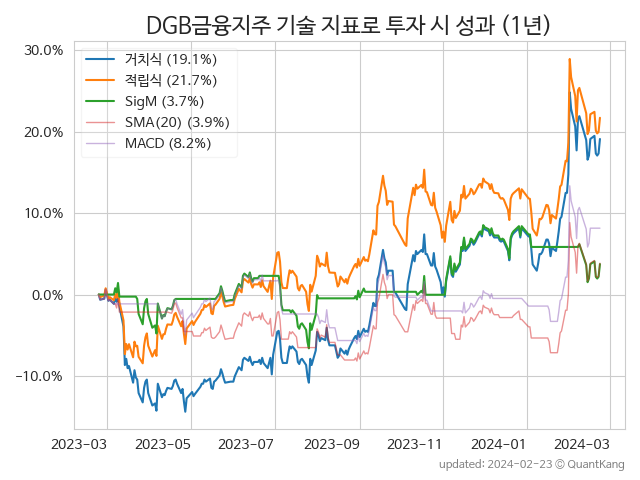 DGB금융지주 기술 지표로 투자 시 성과 (1년)
30.0%
20.0%
10.0%
0.0%
−10.0%
거치식 (19.1%)
적립식 (21.7%)
SigM (3.7%)
SMA(20) (3.9%)
MACD (8.2%)
2023−03 2023−05 2023−07 2023−09 2023−11 2024−01 2024−03
updated: 2024-02-23 © QuantKang